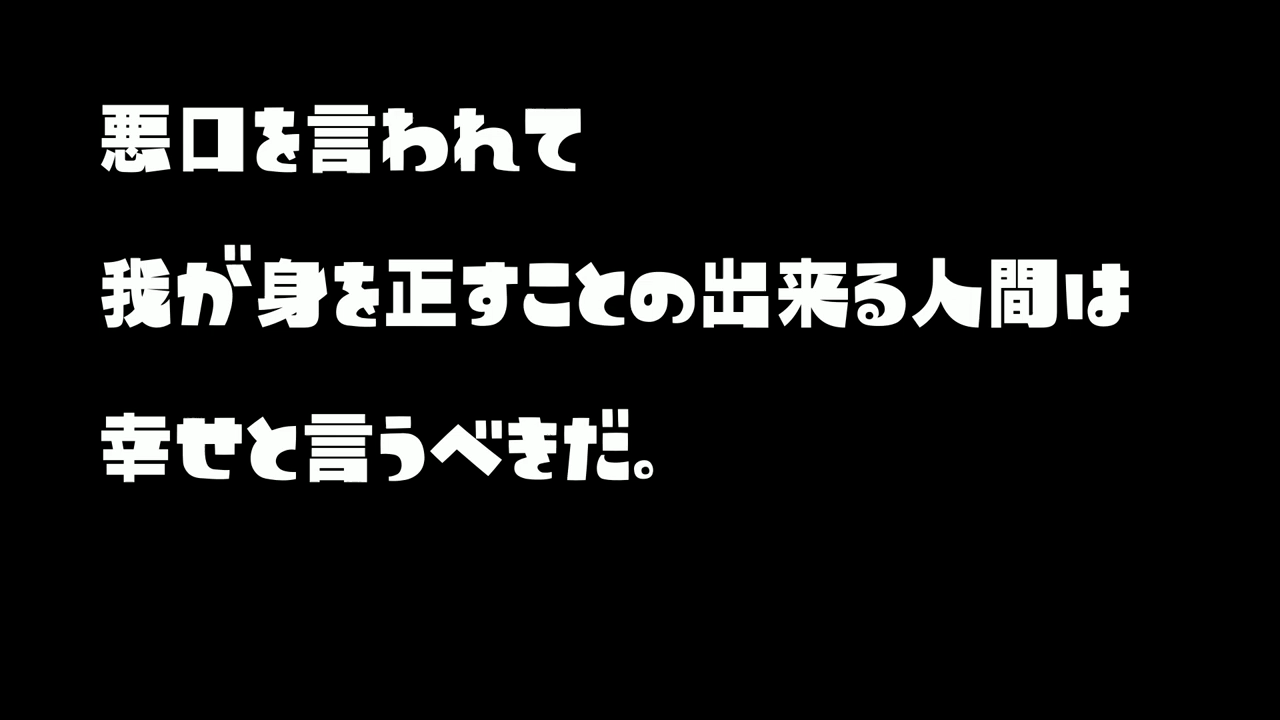 悪口を言われて
我が身を正すことの出来る人間は
幸せと言うべきだ。